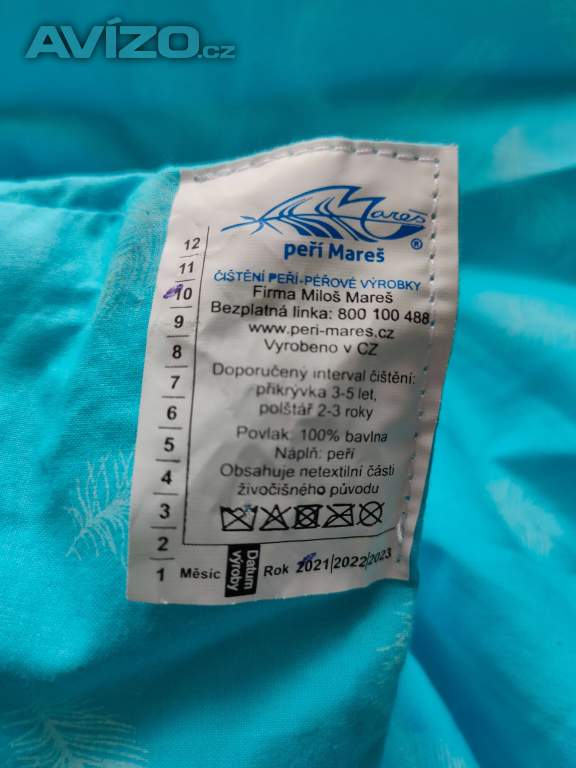 AVÍZO.cz
Mareš
peří Mareš ®
ČIŠTĚNÍ PEŘÍ-PÉŘOVÉ VÝROBKY
Firma Miloš Mareš
Bezplatná linka: 800 100 488
www.peri-mares.cz
Vyrobeno v CZ
Doporučený interval čištění:
přikrývka 3-5 let,
polštář 2-3 roky
Povlak: 100% bavlna
Náplň: peří
Obsahuje netextilní části
živočišného původu
12
11
10
9
8
7
6
5
4
3
2
1 Měsíc
Datum
výroby
Rok 2021|2022|2023